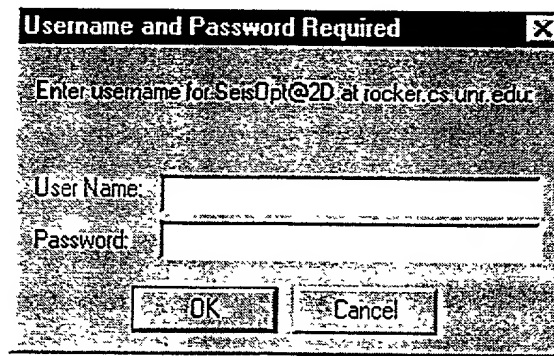 Username and Password Required
Enter username for SeisOpt@2D at rocker.cs.unr.edu:
User Name:
Password:
OK Cancel